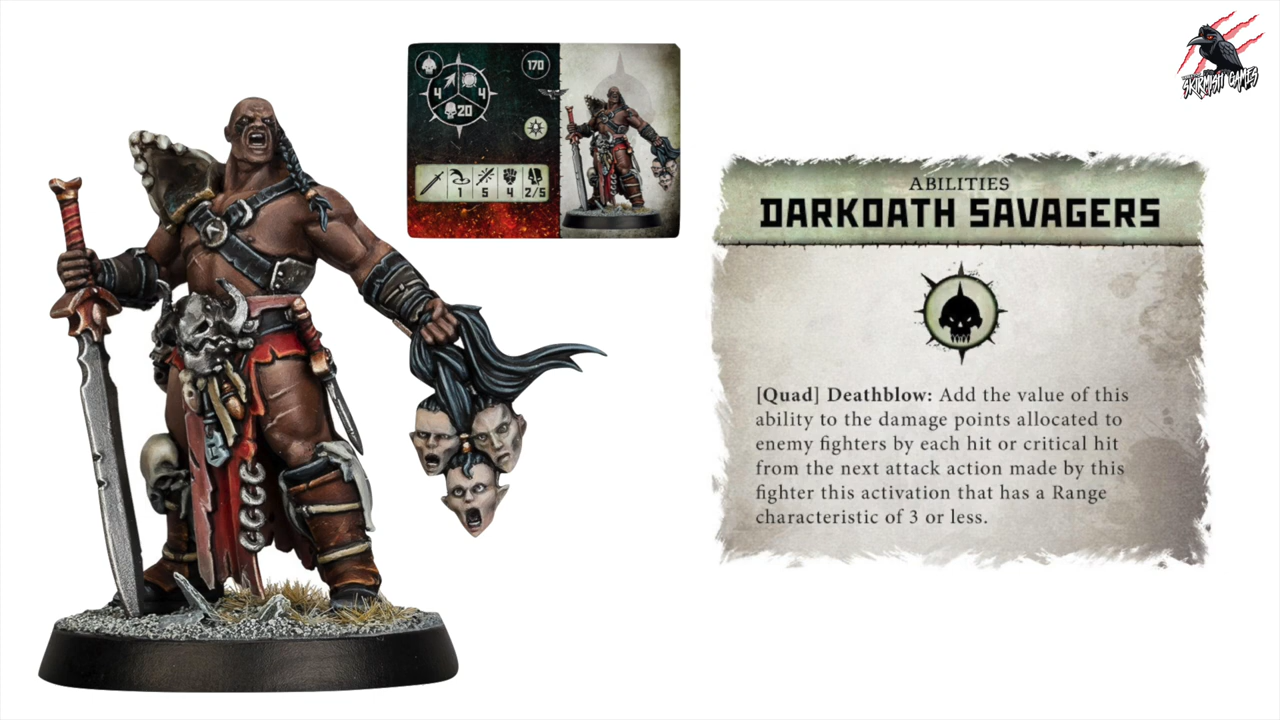 SKIRMISH GAMES
170
4 4
20
1 5 4 2/5
ABILITIES
DARKOATH SAVAGERS
[Quad] Deathblow: Add the value of this
ability to the damage points allocated to
enemy fighters by each hit or critical hit
from the next attack action made by this
fighter this activation that has a Range
characteristic of 3 or less.